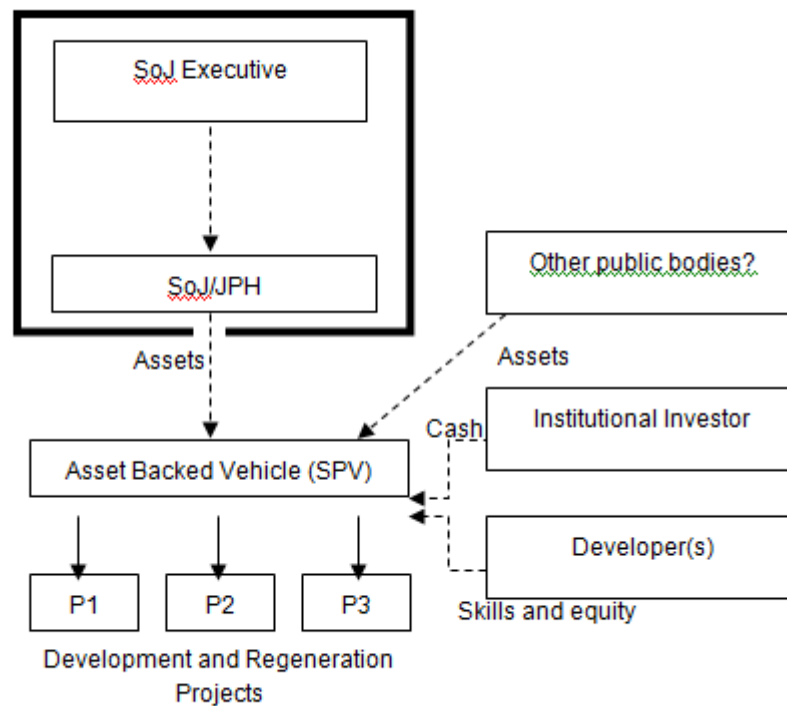 SoJ Executive
SoJ/JPH
Other public bodies?
Assets
Assets
Institutional Investor
Cash
Asset Backed Vehicle (SPV)
Developer(s)
P1
P2
P3
Skills and equity
Development and Regeneration
Projects